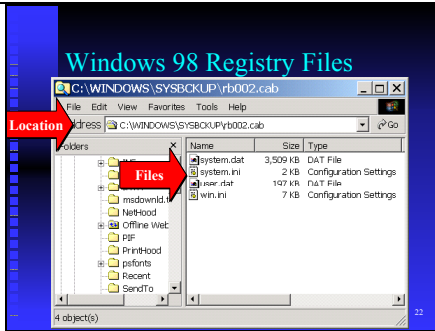 Windows 98 Registry Files
C:\WINDOWS\SYSBCKUP\rb002.cab
File Edit View Favorites Tools Help
Location
dress C:\WINDOWS\SYSBCKUP\rb002.cab Go
olders
Name Size Type
system.dat 3,509 KB DAT File
system.ini 2 KB Configuration Settings
user.dat 197 KB DAT File
win.ini 7 KB Configuration Settings
Files
msdownld.t
NetHood
Offline Web
PIF
PrintHood
psfonts
Recent
SendTo
4 object(s)
22